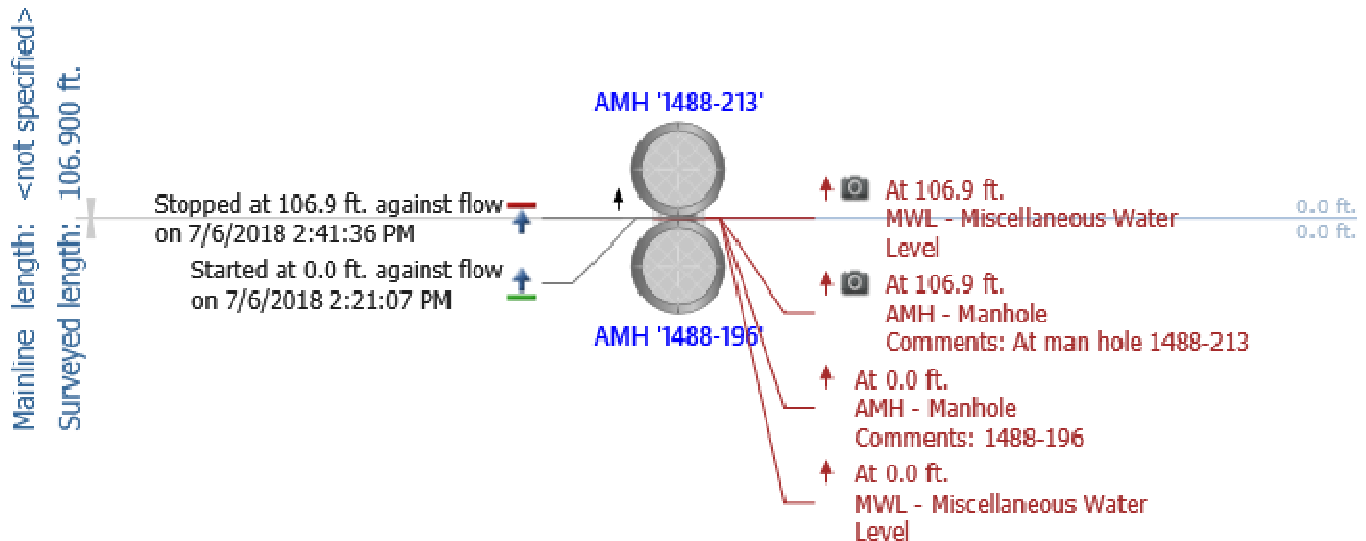 Mainline length: <not specified>
Surveyed length: 106.900 ft.
AMH '1488-213'
Stopped at 106.9 ft. against flow
on 7/6/2018 2:41:36 PM
Started at 0.0 ft. against flow
on 7/6/2018 2:21:07 PM
AMH '1488-196'
At 106.9 ft.
MWL - Miscellaneous Water
Level
0.0 ft.
0.0 ft.
At 106.9 ft.
AMH - Manhole
Comments: At man hole 1488-213
At 0.0 ft.
AMH - Manhole
Comments: 1488-196
At 0.0 ft.
MWL - Miscellaneous Water
Level